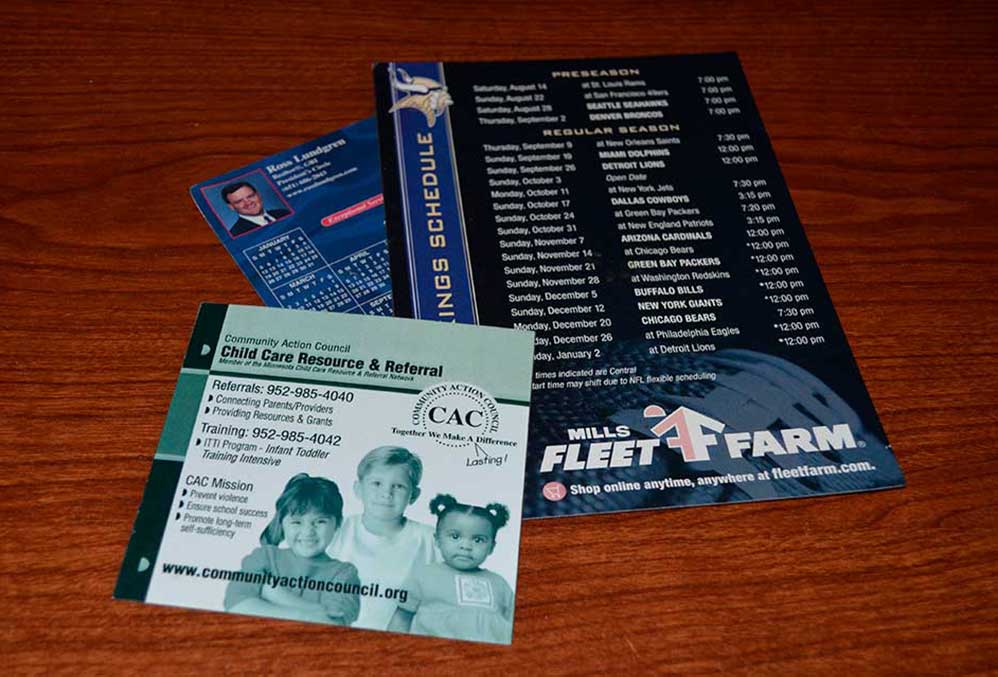 Ross Lundgren
Realtor®, GRI
President's Circle
Exceptional
JANUARY
APRIL
MARCH
KINGS SCHEDULE
PRESEASON
Saturday, August 14 at St. Louis Rams 7:00 pm
Sunday, August 22 at San Francisco 49ers 7:00 pm
Saturday, August 28 SEATTLE SEAHAWKS 7:00 pm
Thursday, September 2 DENVER BRONCOS 7:00 pm
REGULAR SEASON
Thursday, September 9 at New Orleans Saints 7:30 pm
Sunday, September 19 MIAMI DOLPHINS 12:00 pm
Sunday, September 26 DETROIT LIONS 12:00 pm
Sunday, October 3 Open Date
Monday, October 11 at New York Jets 7:30 pm
Sunday, October 17 DALLAS COWBOYS 3:15 pm
Sunday, October 24 at Green Bay Packers 7:20 pm
Sunday, October 31 at New England Patriots 3:15 pm
Sunday, November 7 ARIZONA CARDINALS 12:00 pm
Sunday, November 14 at Chicago Bears *12:00 pm
Sunday, November 21 GREEN BAY PACKERS *12:00 pm
Sunday, November 28 at Washington Redskins *12:00 pm
Sunday, December 5 BUFFALO BILLS *12:00 pm
Sunday, December 12 NEW YORK GIANTS *12:00 pm
Monday, December 20 CHICAGO BEARS 7:30 pm
day, December 26 at Philadelphia Eagles *12:00 pm
day, January 2 at Detroit Lions *12:00 pm
times indicated are Central
tart time may shift due to NFL flexible scheduling
MILLS
FLEET FARM®
Shop online anytime, anywhere at fleetfarm.com.
Community Action Council
Child Care Resource & Referral
Member of the Minnesota Child Care Resource & Referral Network
Referrals: 952-985-4040
Connecting Parents/Providers
Providing Resources & Grants
Training: 952-985-4042
ITTI Program - Infant Toddler
Training Intensive
COMMUNITY ACTION COUNCIL
CAC
Together We Make A Difference
Lasting!
CAC Mission
Prevent violence
Ensure school success
Promote long-term
self-sufficiency
www.communityactioncouncil.org